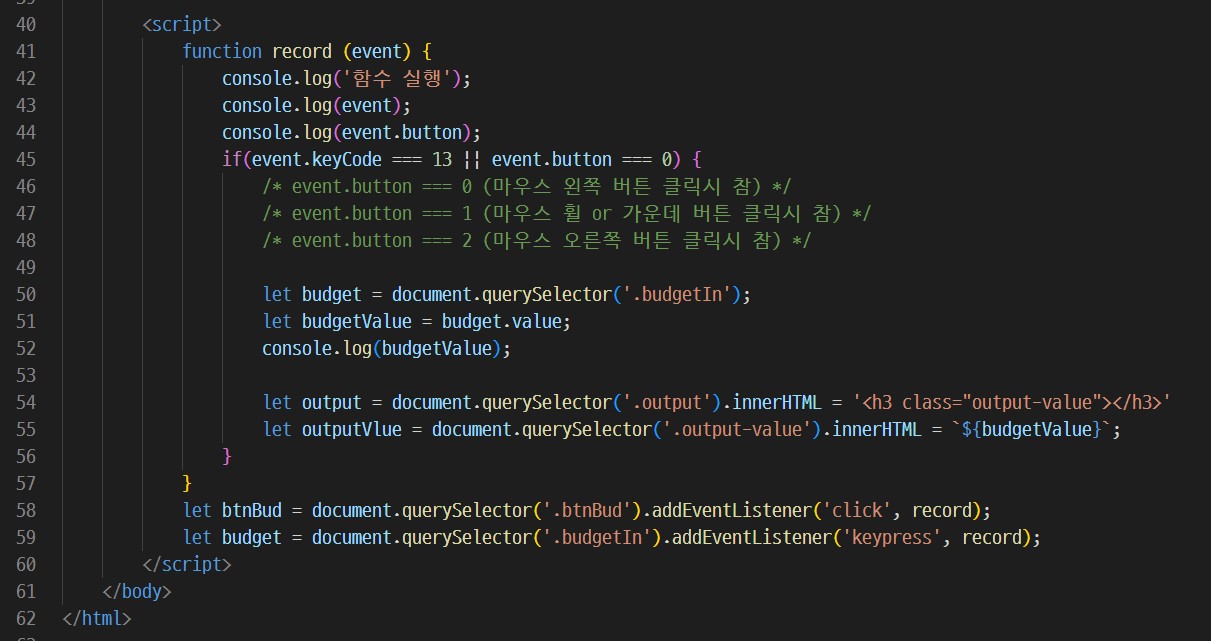 40 <script>
41 function record (event) {
42 console.log('함수 실행');
43 console.log(event);
44 console.log(event.button);
45 if(event.keyCode === 13 || event.button === 0) {
46 /* event.button === 0 (마우스 왼쪽 버튼 클릭시 참) */
47 /* event.button === 1 (마우스 휠 or 가운데 버튼 클릭시 참) */
48 /* event.button === 2 (마우스 오른쪽 버튼 클릭시 참) */
49
50 let budget = document.querySelector('.budgetIn');
51 let budgetValue = budget.value;
52 console.log(budgetValue);
53
54 let output = document.querySelector('.output').innerHTML = '<h3 class="output-value"></h3>'
55 let outputVlue = document.querySelector('.output-value').innerHTML = `${budgetValue}`;
56 }
57 }
58 let btnBud = document.querySelector('.btnBud').addEventListener('click', record);
59 let budget = document.querySelector('.budgetIn').addEventListener('keypress', record);
60 </script>
61 </body>
62 </html>